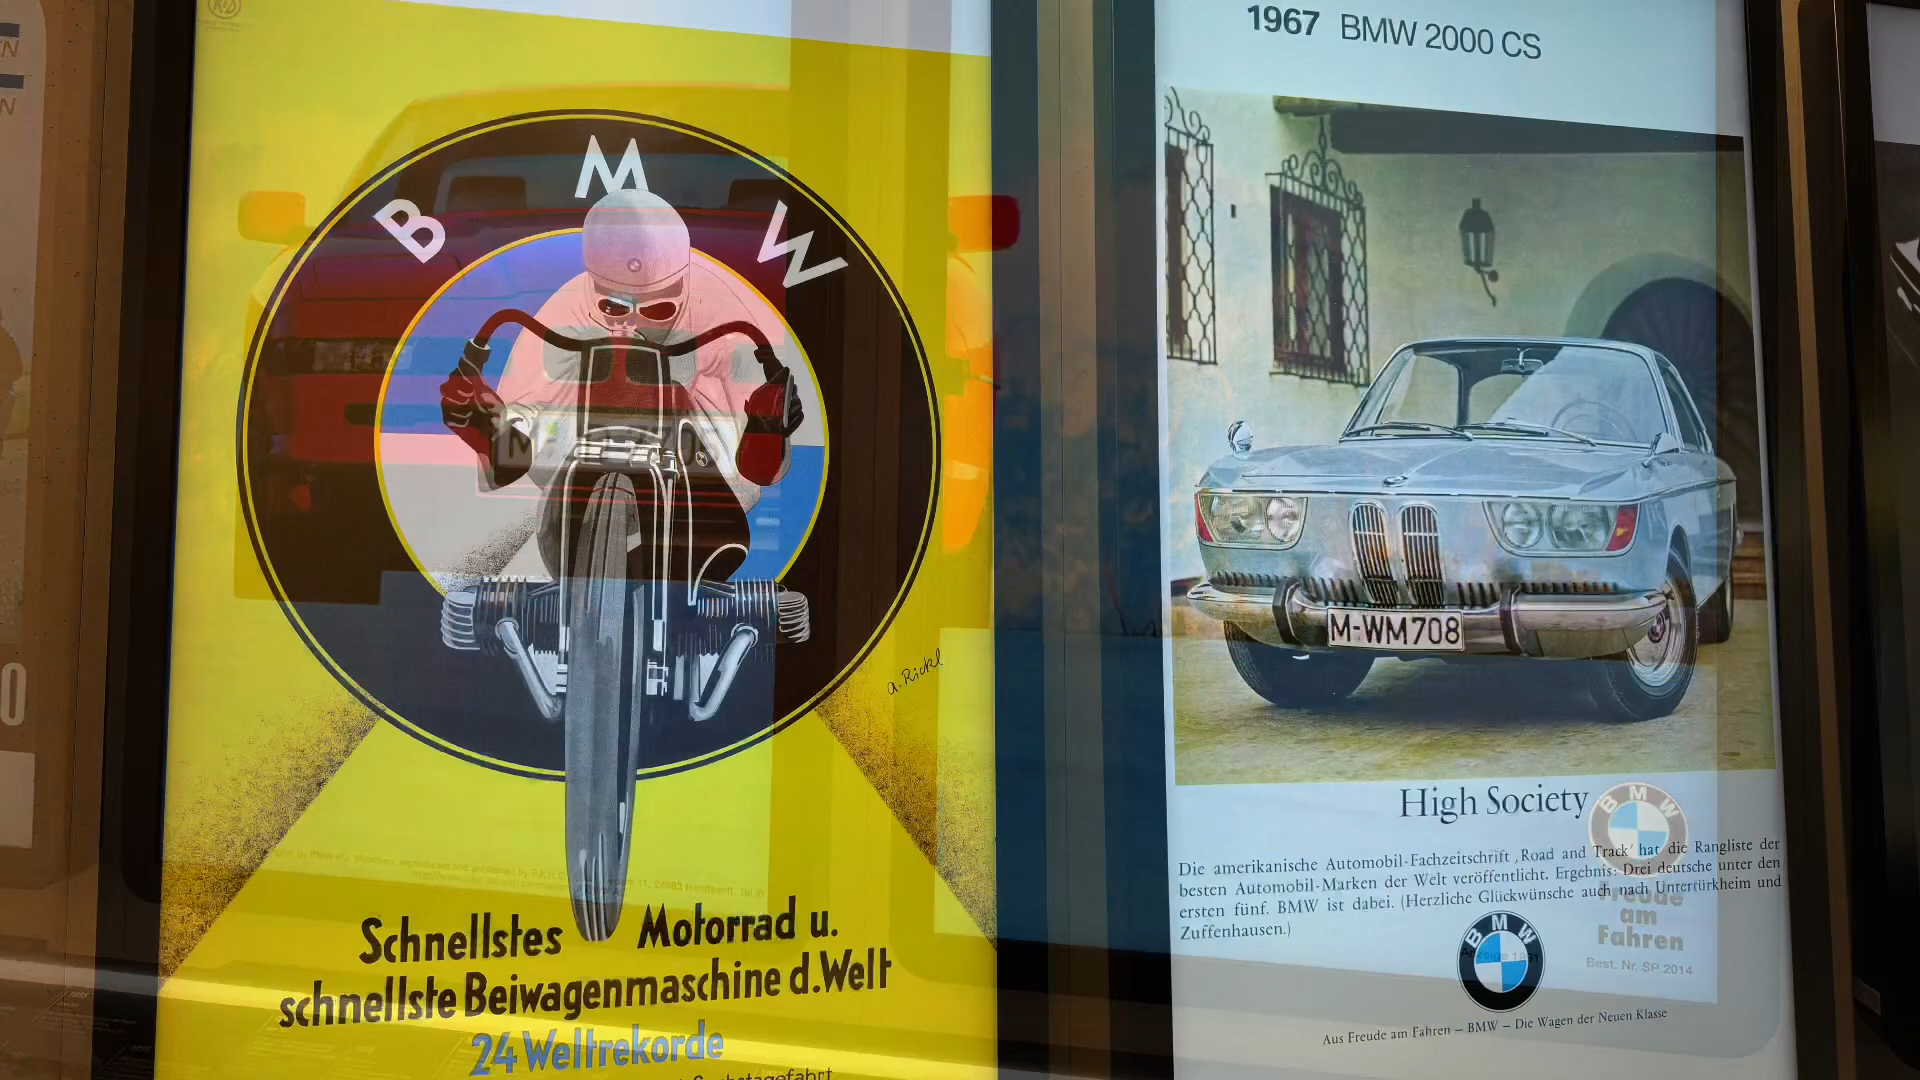 B M W
a. Rickl
Schnellstes Motorrad u.
schnellste Beiwagenmaschine d. Welt
24 Weltrekorde
1967 BMW 2000 CS
M-WM 708
High Society
Die amerikanische Automobil-Fachzeitschrift ‚Road and Track‘ hat die Rangliste der
besten Automobil-Marken der Welt veröffentlicht. Ergebnis: Drei deutsche unter den
ersten fünf. BMW ist dabei. (Herzliche Glückwünsche auch nach Untertürkheim und
Zuffenhausen.)
BMW
Freude
am
Fahren
Best. Nr. SP 2014
BMW
Aus Freude am Fahren – BMW – Die Wagen der Neuen Klasse